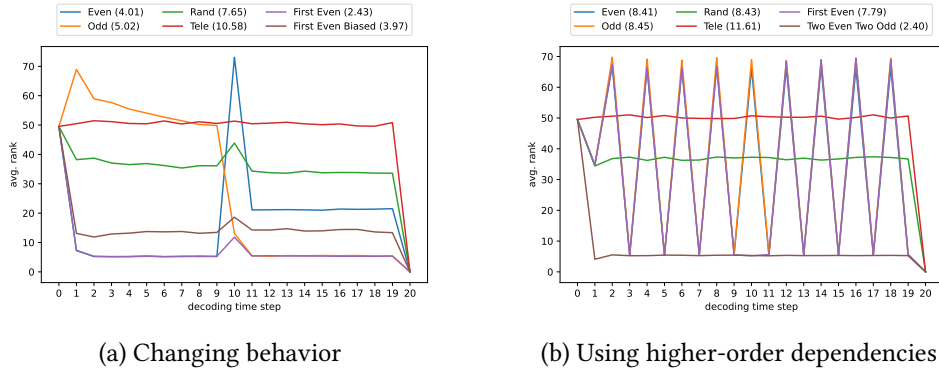 Even (4.01) Rand (7.65) First Even (2.43)
Odd (5.02) Tele (10.58) First Even Biased (3.97)
70
60
50
40
30
20
10
0
avg. rank
0 1 2 3 4 5 6 7 8 9 10 11 12 13 14 15 16 17 18 19 20
decoding time step
(a) Changing behavior
Even (8.41) Rand (8.43) First Even (7.79)
Odd (8.45) Tele (11.61) Two Even Two Odd (2.40)
70
60
50
40
30
20
10
0
avg. rank
0 1 2 3 4 5 6 7 8 9 10 11 12 13 14 15 16 17 18 19 20
decoding time step
(b) Using higher-order dependencies